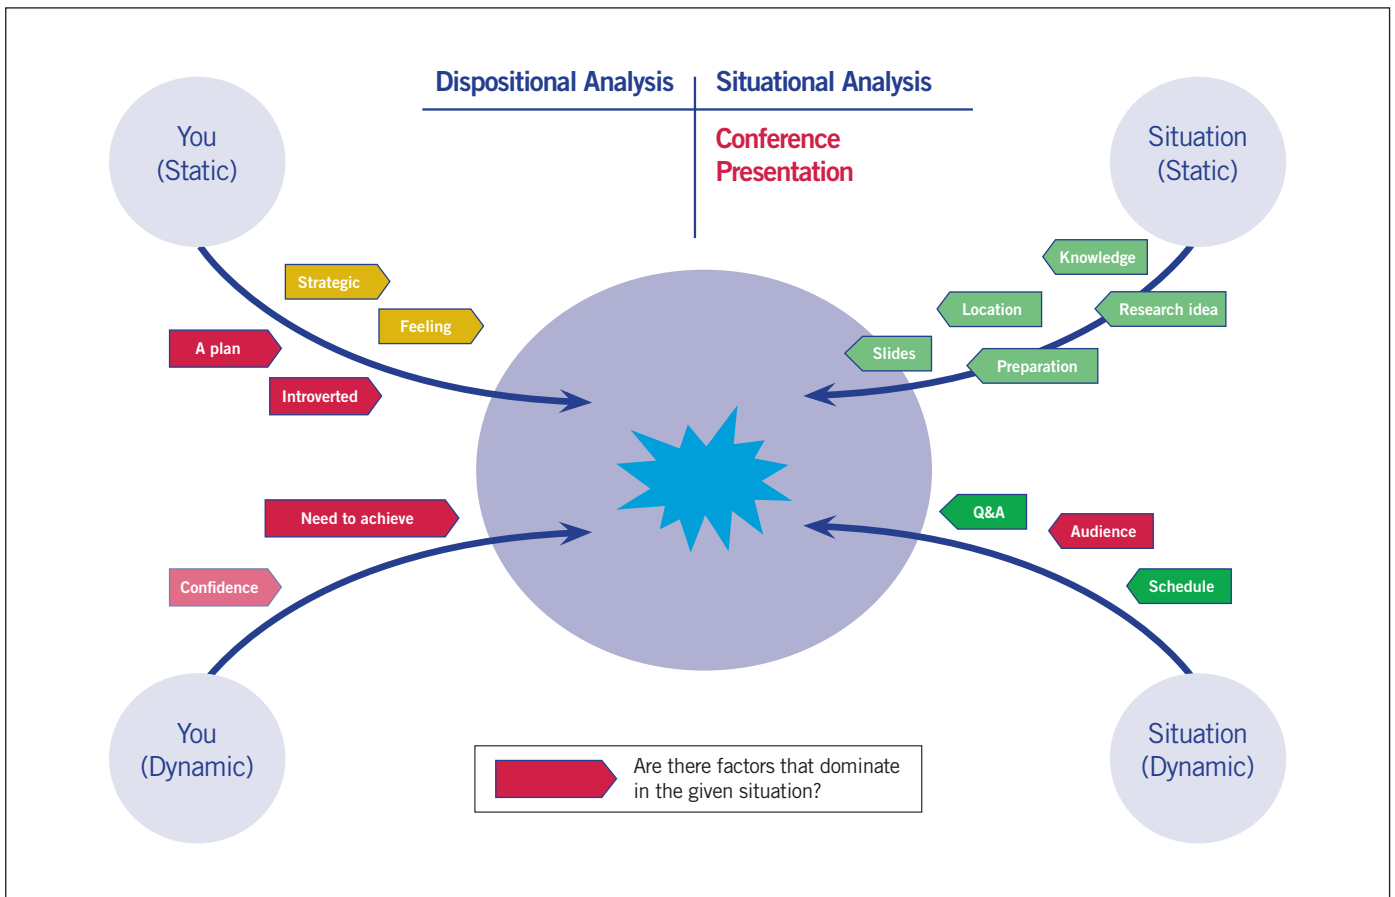 Dispositional Analysis
Situational Analysis
Conference
Presentation
You
(Static)
Situation
(Static)
Strategic
Feeling
A plan
Introverted
Knowledge
Location
Research idea
Slides
Preparation
Need to achieve
Confidence
Q&A
Audience
Schedule
You
(Dynamic)
Situation
(Dynamic)
Are there factors that dominate
in the given situation?